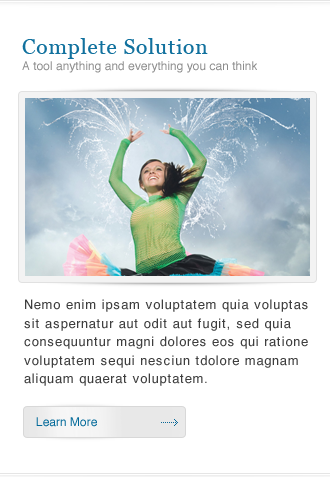 Complete Solution
A tool anything and everything you can think
Nemo enim ipsam voluptatem quia voluptas
sit aspernatur aut odit aut fugit, sed quia
consequuntur magni dolores eos qui ratione
voluptatem sequi nesciun tdolore magnam
aliquam quaerat voluptatem.
Learn More